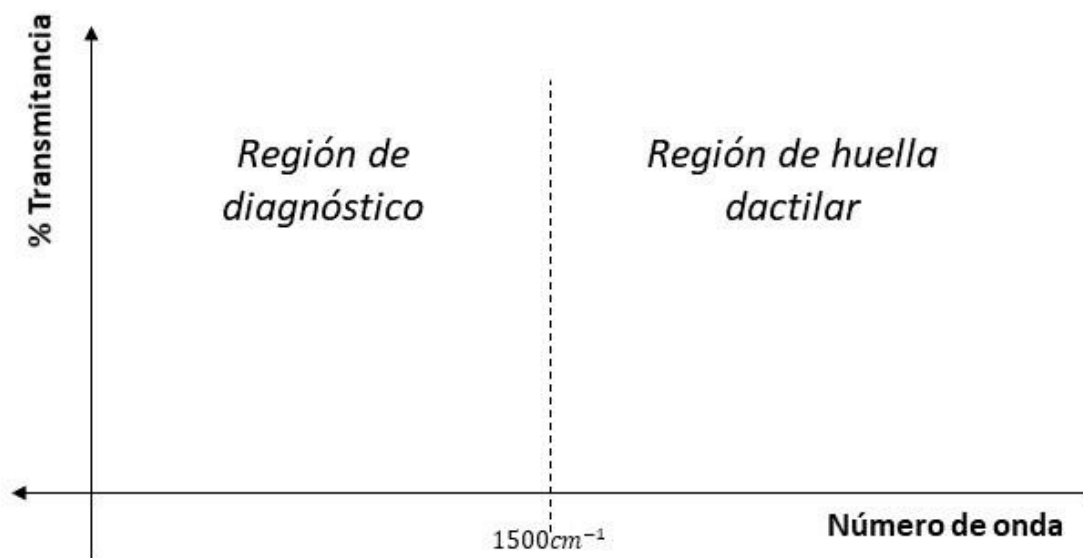 % Transmitancia
Región de
diagnóstico
Región de huella
dactilar
1500cm⁻¹
Número de onda